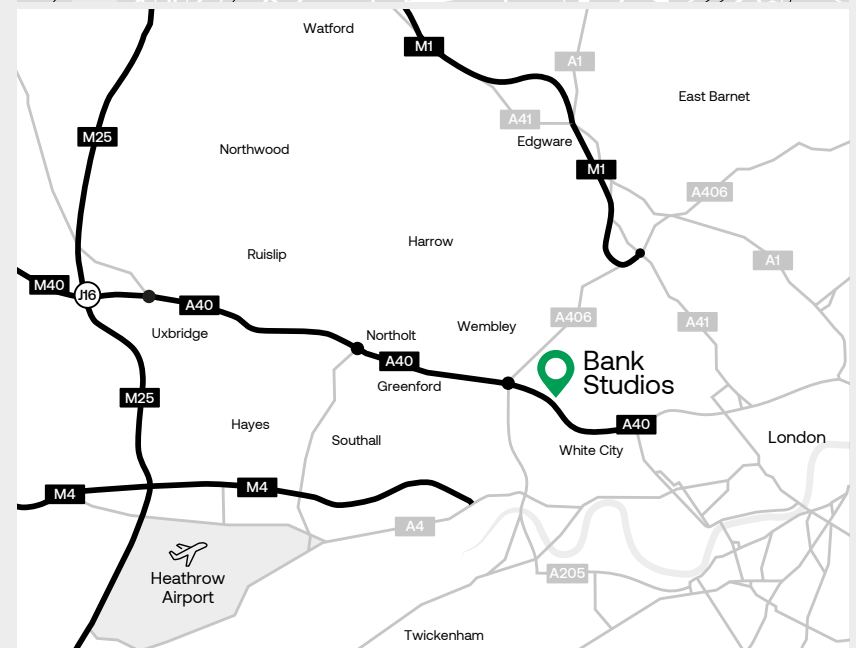 Watford
M1
A1
East Barnet
A41
M25
Edgware
Northwood
M1
A406
Harrow
Ruislip
A1
M40
J16
A40
A406
A41
Uxbridge
Northolt
Wembley
A40
Bank
Studios
Greenford
M25
Hayes
A40
Southall
London
White City
M4
M4
A4
A205
Heathrow
Airport
Twickenham